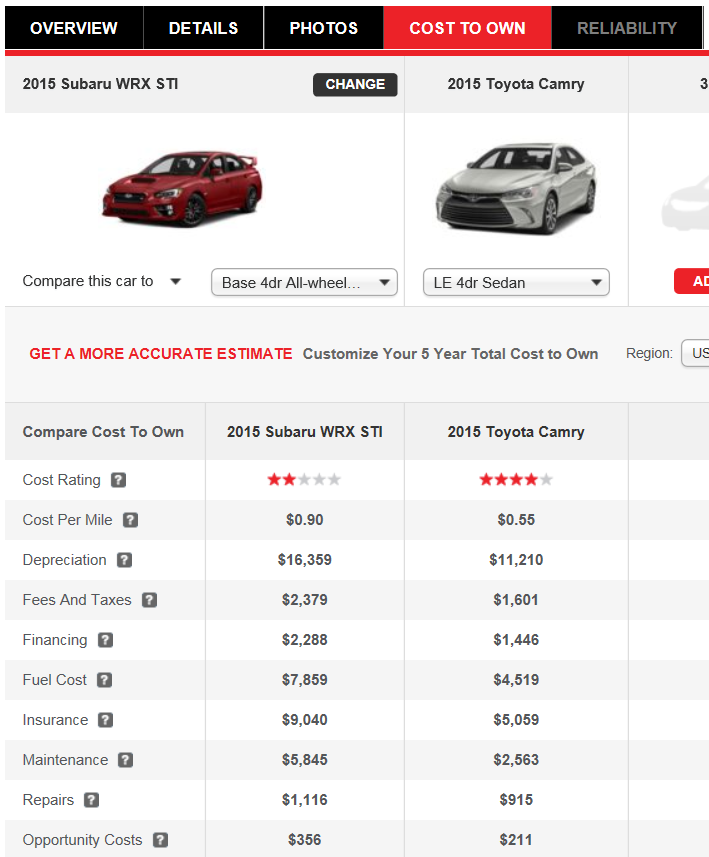 OVERVIEW DETAILS PHOTOS COST TO OWN RELIABILITY
2015 Subaru WRX STI CHANGE 2015 Toyota Camry 3
Compare this car to Base 4dr All-wheel... LE 4dr Sedan AD
GET A MORE ACCURATE ESTIMATE Customize Your 5 Year Total Cost to Own Region: US
Compare Cost To Own 2015 Subaru WRX STI 2015 Toyota Camry
Cost Rating ?
Cost Per Mile ? $0.90 $0.55
Depreciation ? $16,359 $11,210
Fees And Taxes ? $2,379 $1,601
Financing ? $2,288 $1,446
Fuel Cost ? $7,859 $4,519
Insurance ? $9,040 $5,059
Maintenance ? $5,845 $2,563
Repairs ? $1,116 $915
Opportunity Costs ? $356 $211